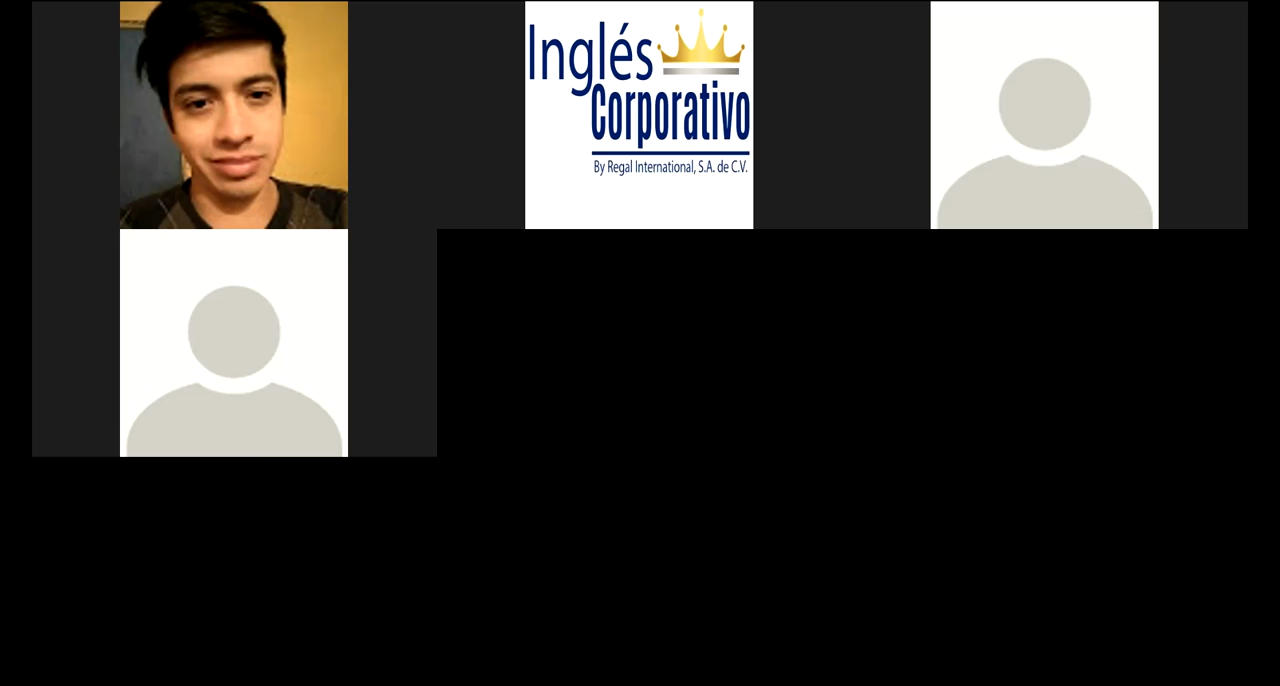 Inglés
Corporativo
By Regal International, S.A. de C.V.